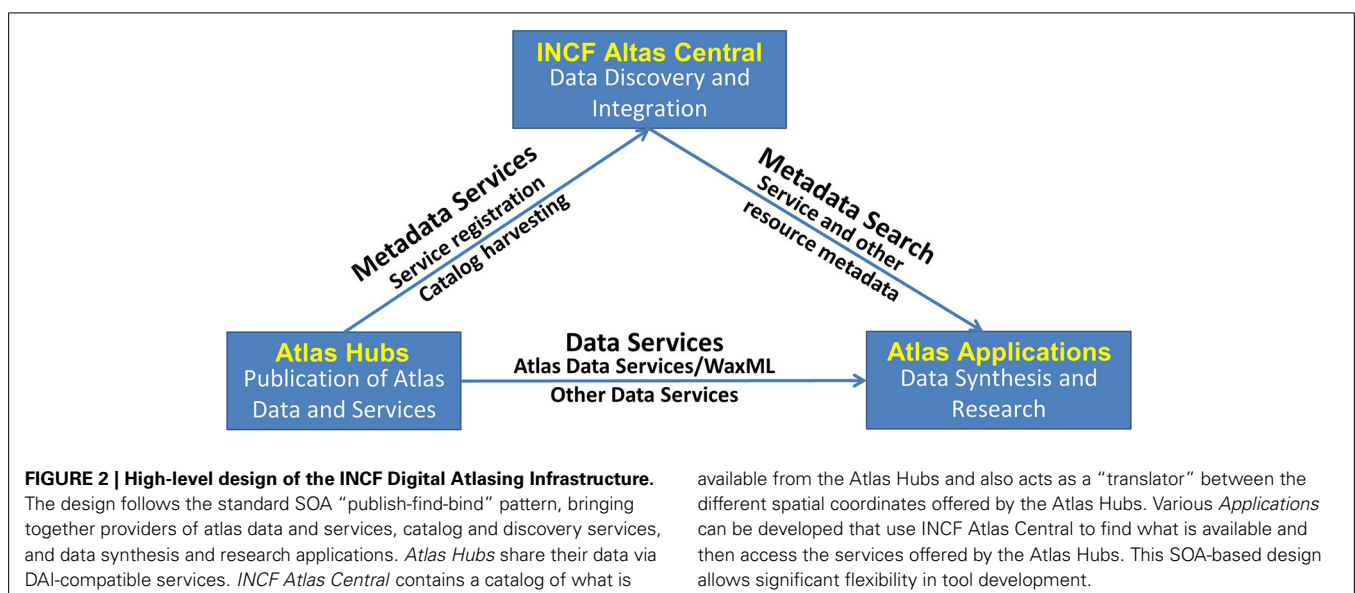 INCF Altas Central
Data Discovery and
Integration
Metadata Services
Service registration
Catalog harvesting
Metadata Search
Service and other
resource metadata
Atlas Hubs
Publication of Atlas
Data and Services
Data Services
Atlas Data Services/WaxML
Other Data Services
Atlas Applications
Data Synthesis and
Research
FIGURE 2 | High-level design of the INCF Digital Atlasing Infrastructure.
The design follows the standard SOA “publish-find-bind” pattern, bringing
together providers of atlas data and services, catalog and discovery services,
and data synthesis and research applications. Atlas Hubs share their data via
DAI-compatible services. INCF Atlas Central contains a catalog of what is
available from the Atlas Hubs and also acts as a “translator” between the
different spatial coordinates offered by the Atlas Hubs. Various Applications
can be developed that use INCF Atlas Central to find what is available and
then access the services offered by the Atlas Hubs. This SOA-based design
allows significant flexibility in tool development.